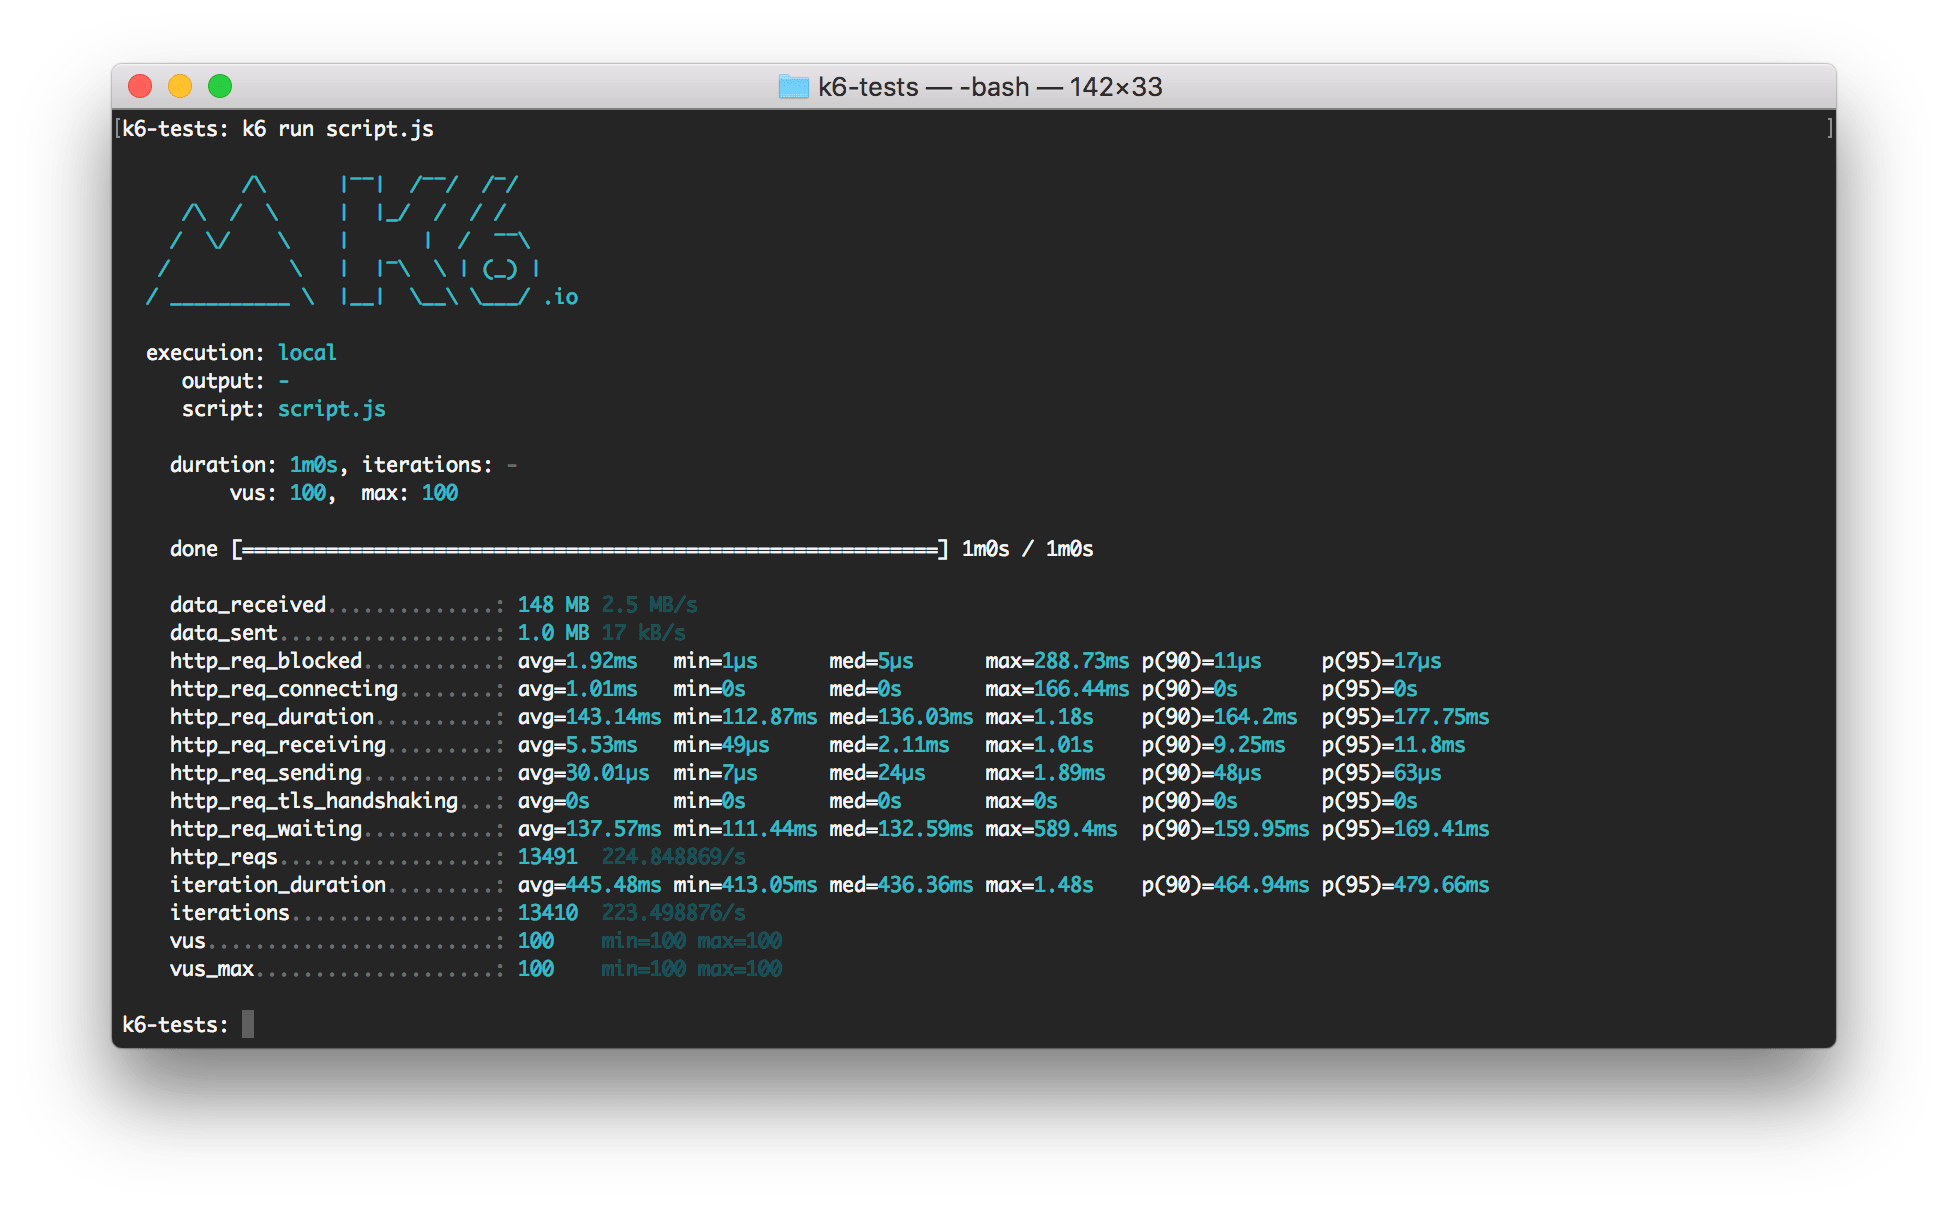 k6-tests — -bash — 142×33
[k6-tests: k6 run script.js ]
          /\      |‾‾|  /‾‾/  /‾/
     /\  /  \     |  |_/  /  / /
    /  \/    \    |      |  /  ‾‾\
   /          \   |  |‾\  \ | (_) |
  / __________ \  |__|  \__\ \___/ .io
execution: local
output: -
script: script.js
duration: 1m0s, iterations: -
vus: 100,  max: 100
done [==========================================================] 1m0s / 1m0s
data_received..............: 148 MB 2.5 MB/s
data_sent..................: 1.0 MB 17 kB/s
http_req_blocked...........: avg=1.92ms   min=1µs      med=5µs      max=288.73ms p(90)=11µs     p(95)=17µs
http_req_connecting........: avg=1.01ms   min=0s       med=0s       max=166.44ms p(90)=0s       p(95)=0s
http_req_duration..........: avg=143.14ms min=112.87ms med=136.03ms max=1.18s    p(90)=164.2ms  p(95)=177.75ms
http_req_receiving.........: avg=5.53ms   min=49µs     med=2.11ms   max=1.01s    p(90)=9.25ms   p(95)=11.8ms
http_req_sending...........: avg=30.01µs  min=7µs      med=24µs     max=1.89ms   p(90)=48µs     p(95)=63µs
http_req_tls_handshaking...: avg=0s       min=0s       med=0s       max=0s       p(90)=0s       p(95)=0s
http_req_waiting...........: avg=137.57ms min=111.44ms med=132.59ms max=589.4ms  p(90)=159.95ms p(95)=169.41ms
http_reqs..................: 13491  224.848869/s
iteration_duration.........: avg=445.48ms min=413.05ms med=436.36ms max=1.48s    p(90)=464.94ms p(95)=479.66ms
iterations.................: 13410  223.498876/s
vus........................: 100    min=100 max=100
vus_max....................: 100    min=100 max=100
k6-tests: